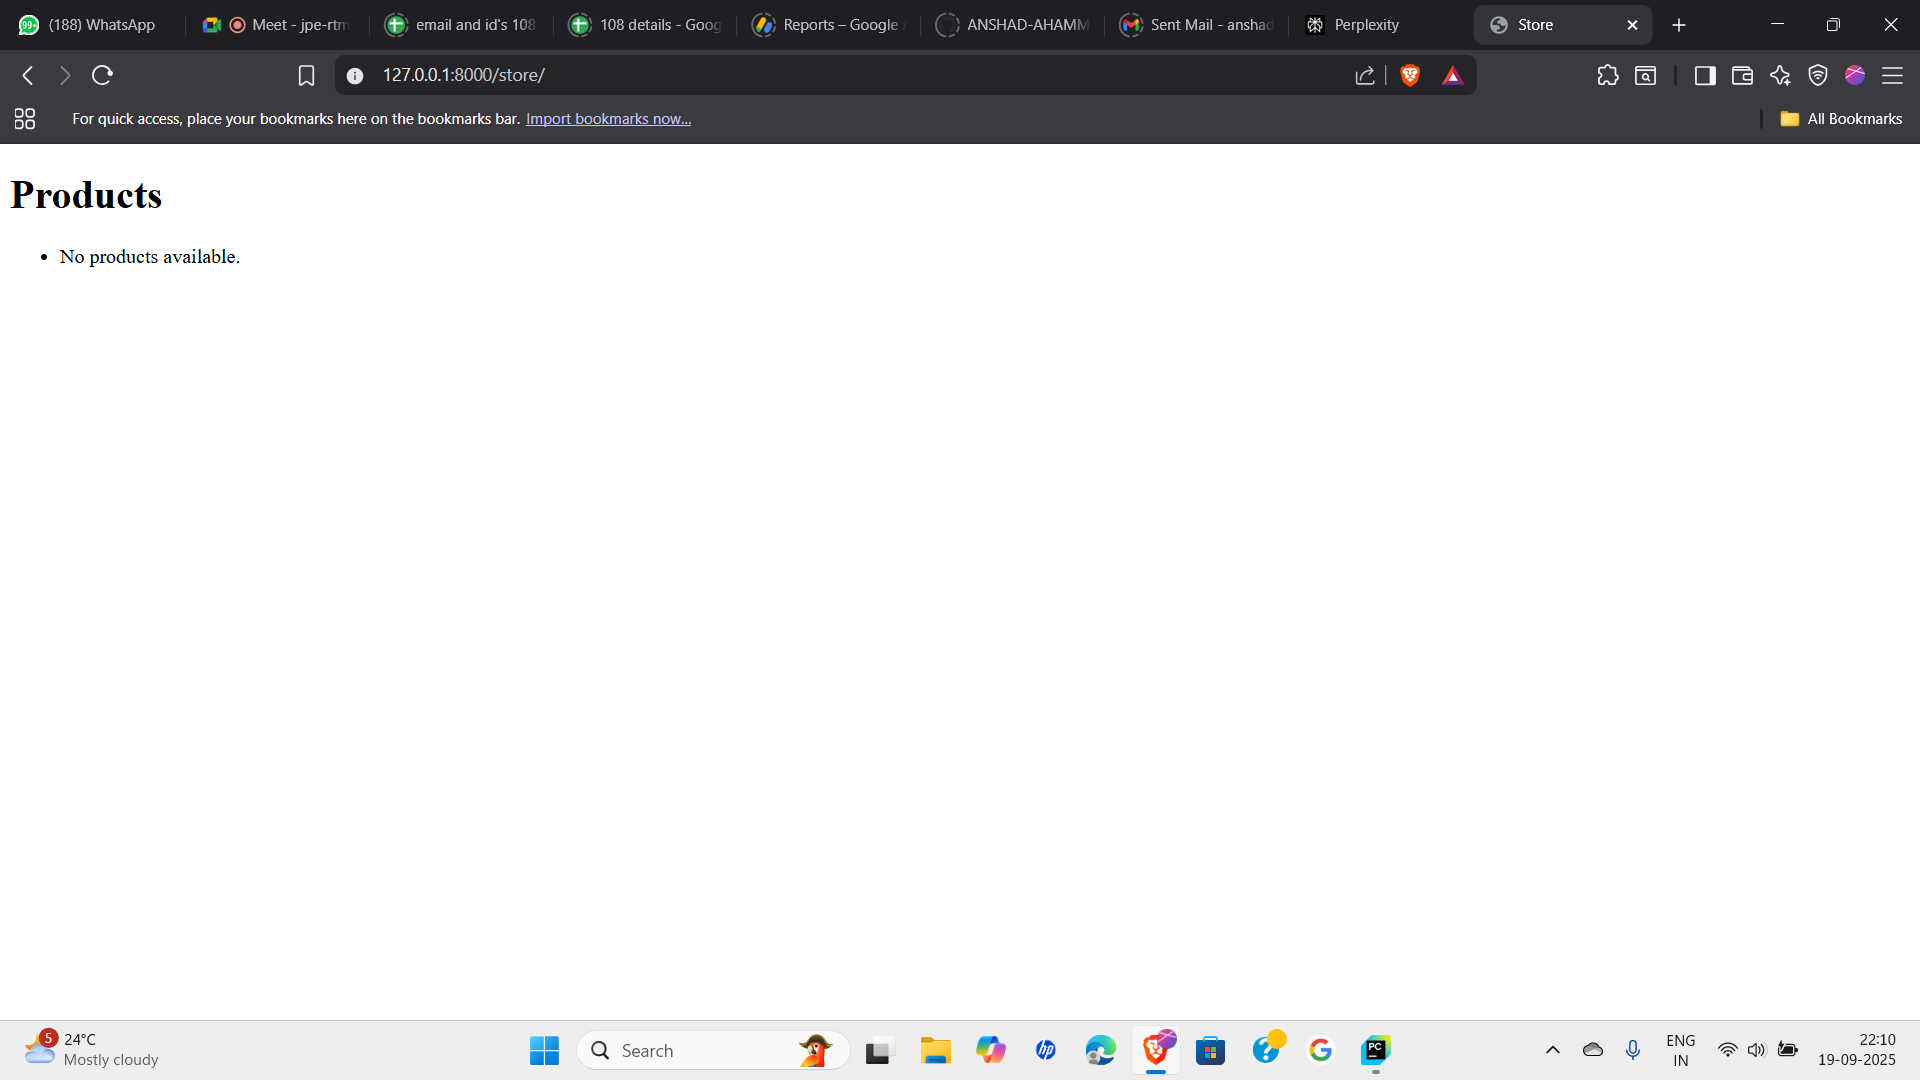 99+ (188) WhatsApp
Meet - jpe-rtm
email and id's 108
108 details - Goog
Reports – Google
ANSHAD-AHAMM
Sent Mail - anshad
Perplexity
Store
127.0.0.1:8000/store/
For quick access, place your bookmarks here on the bookmarks bar. Import bookmarks now...
All Bookmarks
Products
• No products available.
5
24°C
Mostly cloudy
Search
hp
PC
ENG
IN
22:10
19-09-2025